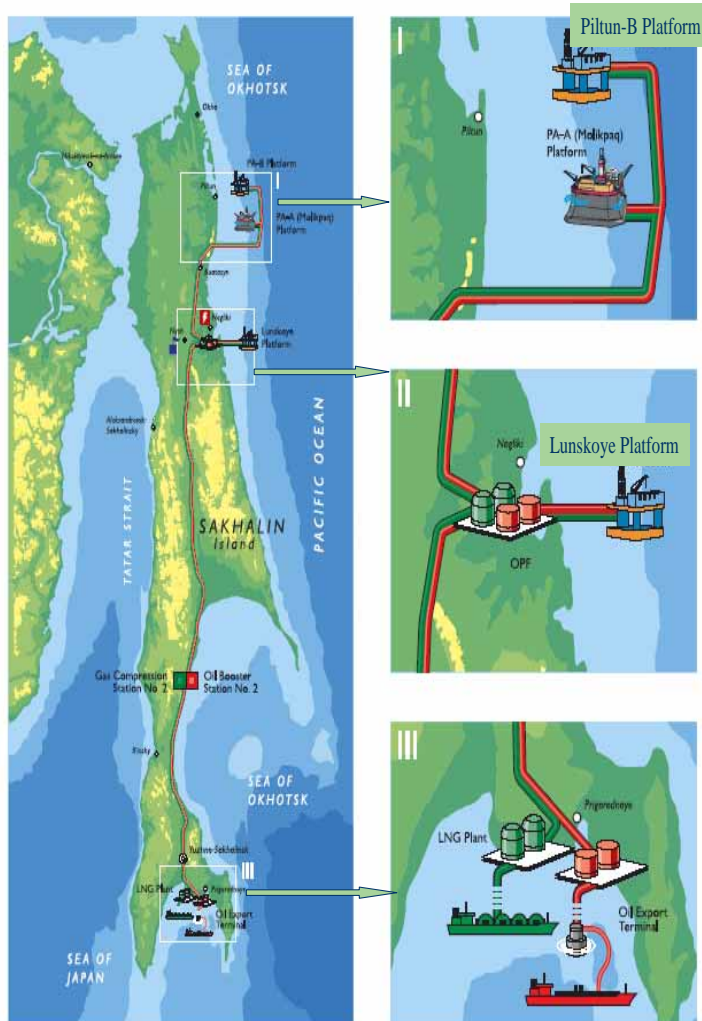 SEA OF
OKHOTSK
Okha
PA-B Platform
I
Piltun
PA-A (Molikpaq)
Platform
Nogliki
Nysh
Lunskoye
Platform
PACIFIC OCEAN
TATAR STRAIT
SAKHALIN
Island
Gas Compression
Station No. 2
Oil Booster
Station No. 2
SEA OF
OKHOTSK
III
LNG Plant
Prigorodnoye
Oil Export
Terminal
SEA OF
JAPAN
I
Piltun-B Platform
Piltun
PA-A (Molikpaq)
Platform
II
Nogliki
Lunskoye Platform
OPF
III
LNG Plant
Prigorodnoye
Oil Export
Terminal